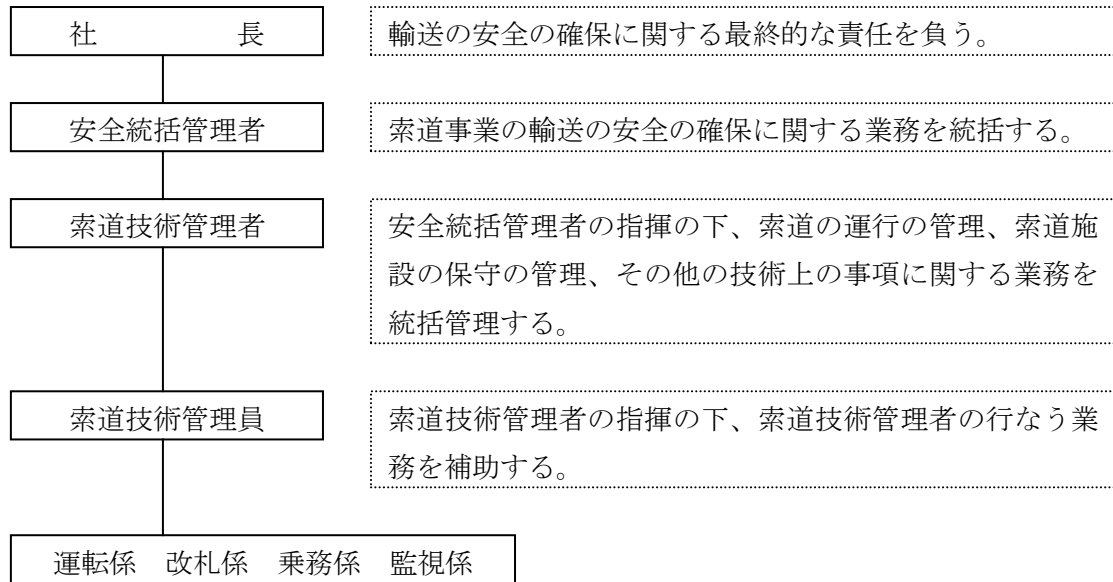 社　　　　長
輸送の安全の確保に関する最終的な責任を負う。
安全統括管理者
索道事業の輸送の安全の確保に関する業務を統括する。
索道技術管理者
安全統括管理者の指揮の下、索道の運行の管理、索道施
設の保守の管理、その他の技術上の事項に関する業務を
統括管理する。
索道技術管理員
索道技術管理者の指揮の下、索道技術管理者の行なう業
務を補助する。
運転係　改札係　乗務係　監視係